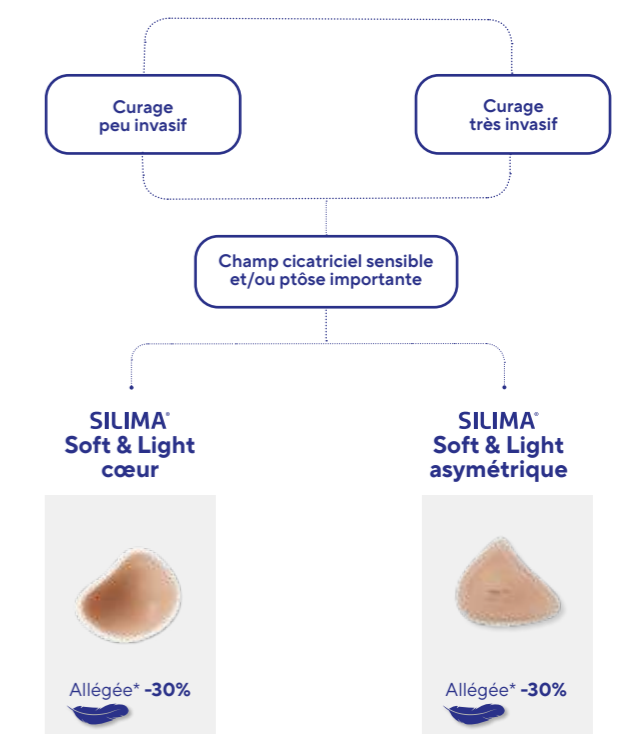 Curage
peu invasif
Curage
très invasif
Champ cicatriciel sensible
et/ou ptôse importante
SILIMA®
Soft & Light
cœur
SILIMA®
Soft & Light
asymétrique
Allégée* -30%
Allégée* -30%